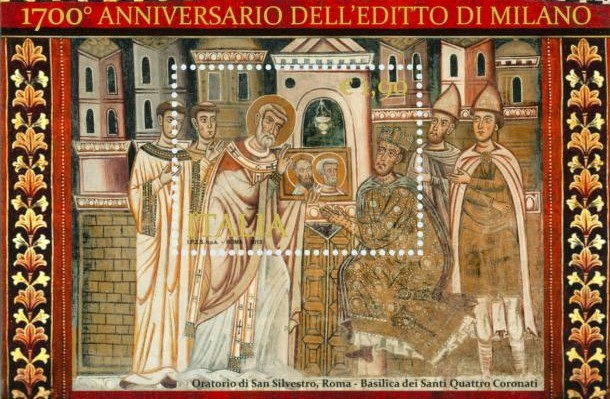 1700° ANNIVERSARIO DELL'EDITTO DI MILANO
€1,90
ITALIA
I.P.Z.S. S.p.A. - ROMA - 2013
Oratorio di San Silvestro, Roma - Basilica dei Santi Quattro Coronati